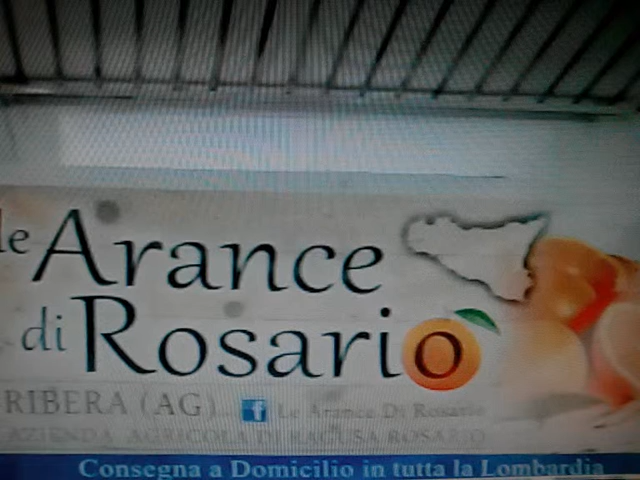 le Arance
di Rosario
RIBERA (AG) f Le Arance Di Rosario
AZIENDA AGRICOLA DI RAGUSA ROSARIO
Consegna a Domicilio in tutta la Lombardia